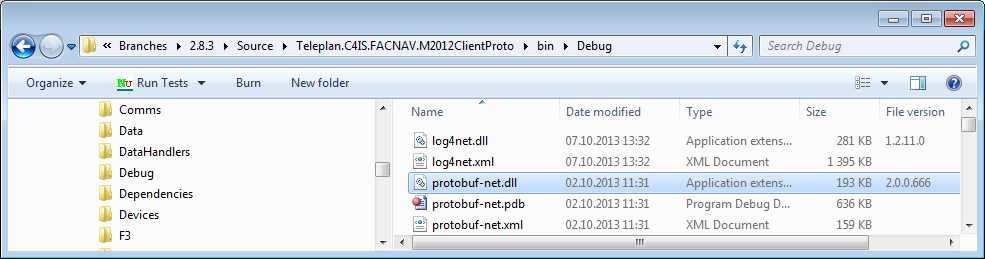 « Branches ▸ 2.8.3 ▸ Source ▸ Teleplan.C4IS.FACNAV.M2012ClientProto ▸ bin ▸ Debug Search Debug
Organize NU Run Tests Burn New folder
Comms
Data
DataHandlers
Debug
Dependencies
Devices
F3
Name Date modified Type Size File version
log4net.dll 07.10.2013 13:32 Application extens... 281 KB 1.2.11.0
log4net.xml 07.10.2013 13:32 XML Document 1 395 KB
protobuf-net.dll 02.10.2013 11:31 Application extens... 193 KB 2.0.0.666
protobuf-net.pdb 02.10.2013 11:31 Program Debug D... 636 KB
protobuf-net.xml 02.10.2013 11:31 XML Document 159 KB